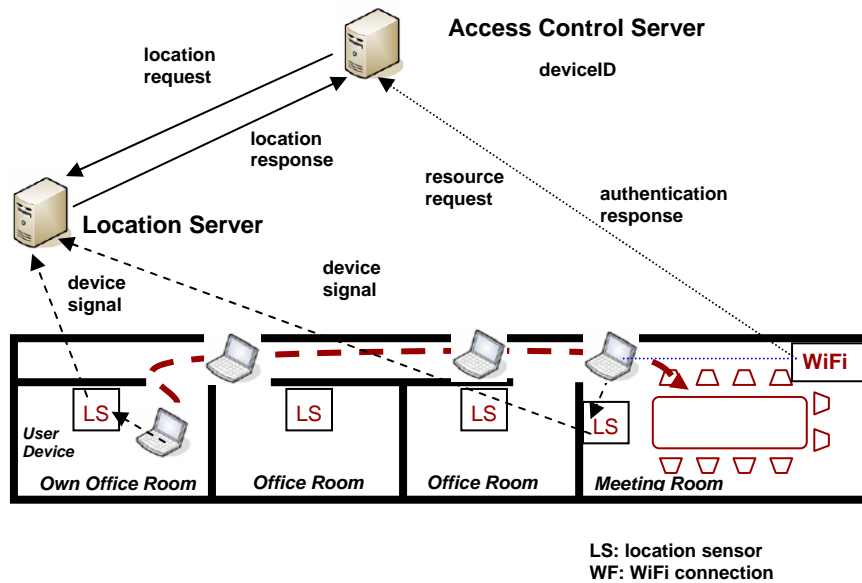 Access Control Server
deviceID
location
request
location
response
resource
request
authentication
response
Location Server
device
signal
device
signal
WiFi
LS
LS
LS
LS
User
Device
Own Office Room
Office Room
Office Room
Meeting Room
LS: location sensor
WF: WiFi connection